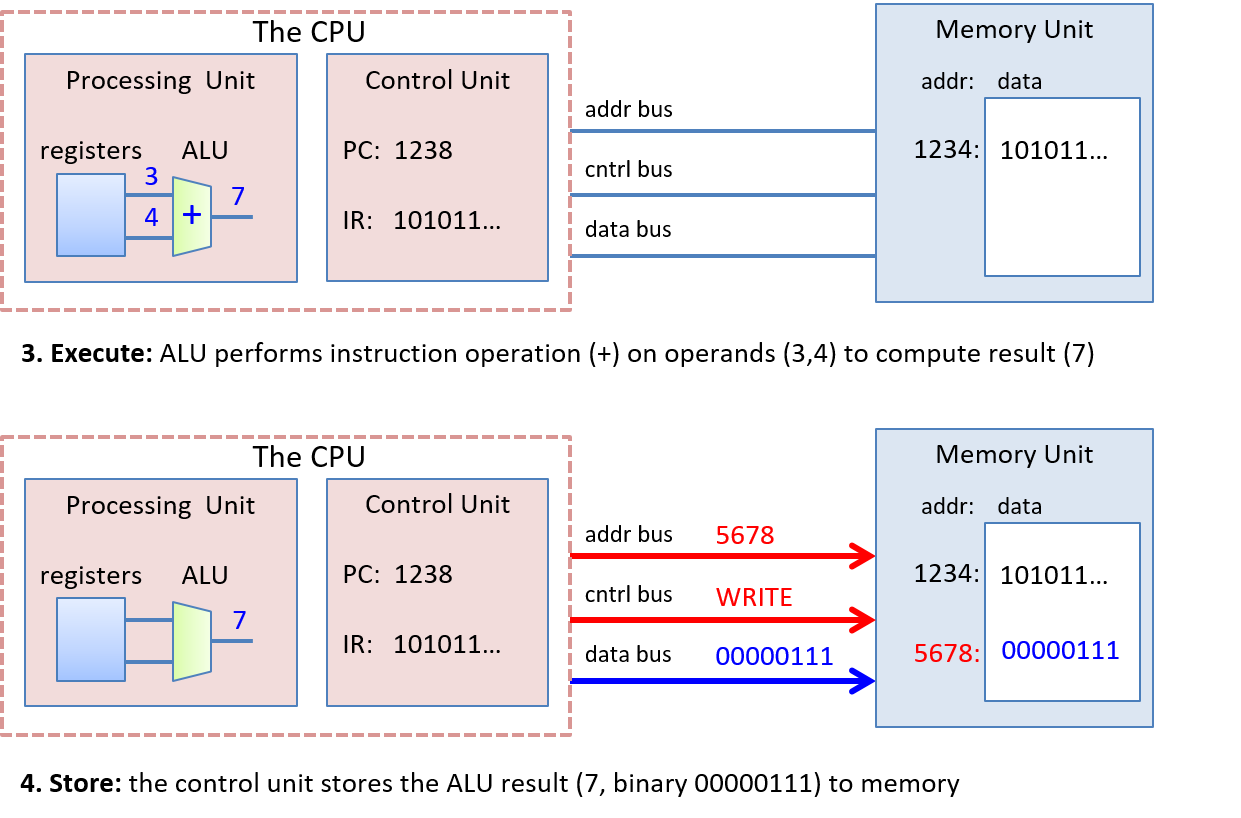 The CPU
Processing Unit
Control Unit
registers ALU
3
4
+
7
PC: 1238
IR: 101011...
addr bus
cntrl bus
data bus
Memory Unit
addr: data
1234: 101011...
3. Execute: ALU performs instruction operation (+) on operands (3,4) to compute result (7)
The CPU
Processing Unit
Control Unit
registers ALU
7
PC: 1238
IR: 101011...
addr bus 5678
cntrl bus WRITE
data bus 00000111
Memory Unit
addr: data
1234: 101011...
5678: 00000111
4. Store: the control unit stores the ALU result (7, binary 00000111) to memory